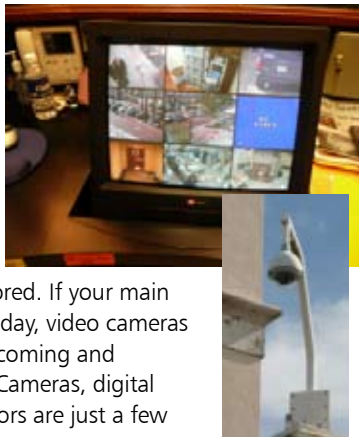 ored. If your main
day, video cameras
coming and
Cameras, digital
ors are just a few